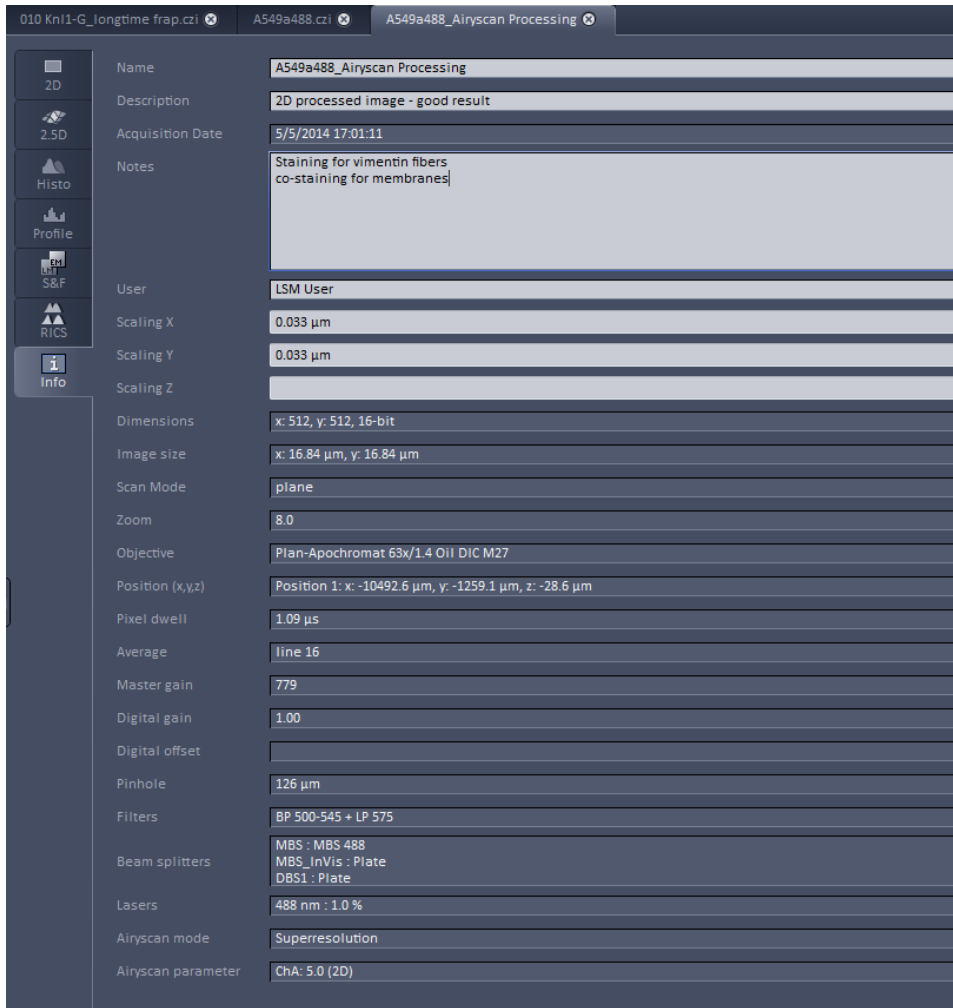 010 Knl1-G_longtime frap.czi A549a488.czi A549a488_Airyscan Processing
2D
2.5D
Histo
Profile
EM
LM
S&F
RICS
i
Info
Name A549a488_Airyscan Processing
Description 2D processed image - good result
Acquisition Date 5/5/2014 17:01:11
Notes Staining for vimentin fibers
co-staining for membranes
User LSM User
Scaling X 0.033 µm
Scaling Y 0.033 µm
Scaling Z
Dimensions x: 512, y: 512, 16-bit
Image size x: 16.84 µm, y: 16.84 µm
Scan Mode plane
Zoom 8.0
Objective Plan-Apochromat 63x/1.4 Oil DIC M27
Position (x,y,z) Position 1: x: -10492.6 µm, y: -1259.1 µm, z: -28.6 µm
Pixel dwell 1.09 µs
Average line 16
Master gain 779
Digital gain 1.00
Digital offset
Pinhole 126 µm
Filters BP 500-545 + LP 575
Beam splitters MBS : MBS 488
MBS_InVis : Plate
DBS1 : Plate
Lasers 488 nm : 1.0 %
Airyscan mode Superresolution
Airyscan parameter ChA: 5.0 (2D)